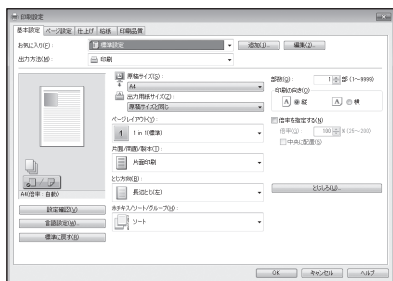 印刷設定
基本設定 ページ設定 仕上げ 給紙 印刷品質
お気に入り(F): 標準設定 追加(1)... 編集(2)...
出力方法(M): 印刷
原稿サイズ(S):
A4
出力用紙サイズ(Z):
原稿サイズと同じ
ページレイアウト(Y):
1 in 1(標準)
片面/両面/製本(T):
片面印刷
とじ方向(B):
長辺とじ(左)
ホチキス/ソート/グループ(H):
ソート
部数(Q): 1 部 (1~9999)
印刷の向き(O)
A 縦 A 横
倍率を指定する(N)
倍率(G): 100 % (25~200)
中央に配置(5)
とじしろ(U)...
A4(倍率:自動)
設定確認(V)
言語設定(W)...
標準に戻す(R)
OK キャンセル ヘルプ